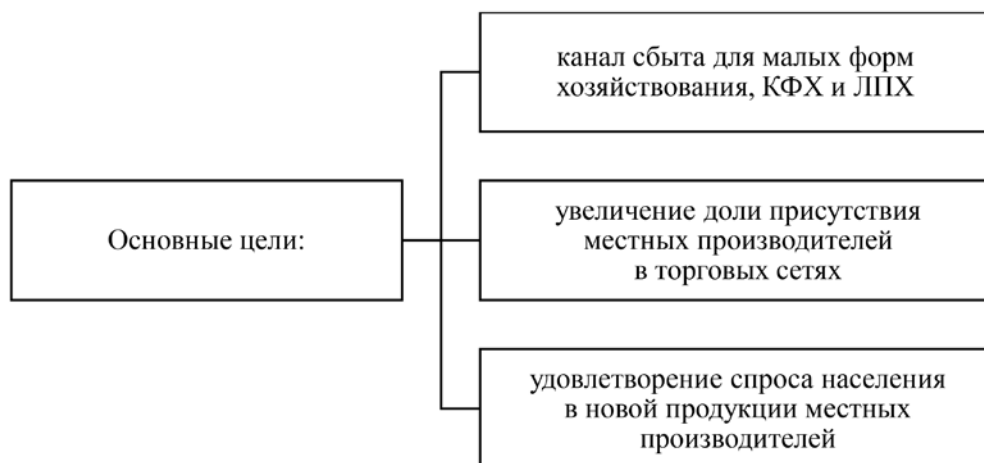 Основные цели:
канал сбыта для малых форм
хозяйствования, КФХ и ЛПХ
увеличение доли присутствия
местных производителей
в торговых сетях
удовлетворение спроса населения
в новой продукции местных
производителей